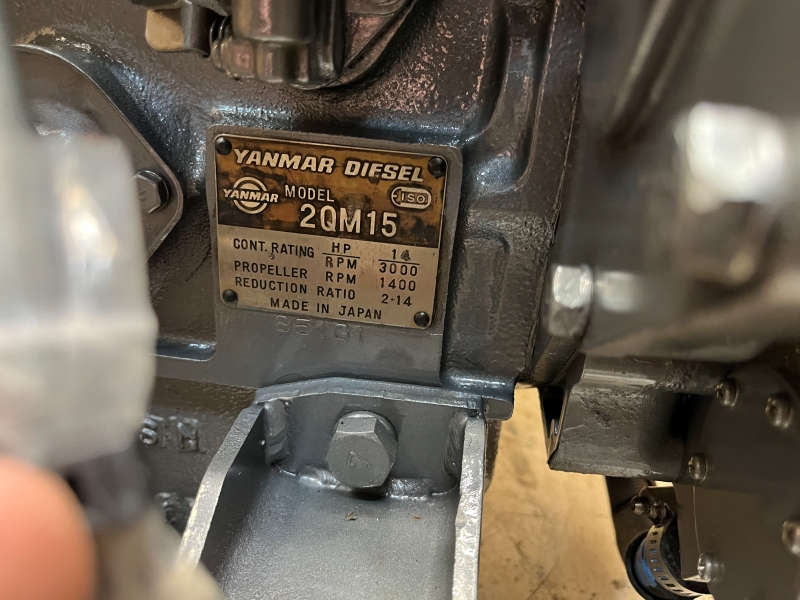 YANMAR DIESEL
YANMAR
MODEL
ISO
2QM15
CONT. RATING HP 14
RPM 3000
PROPELLER RPM 1400
REDUCTION RATIO 2-14
MADE IN JAPAN